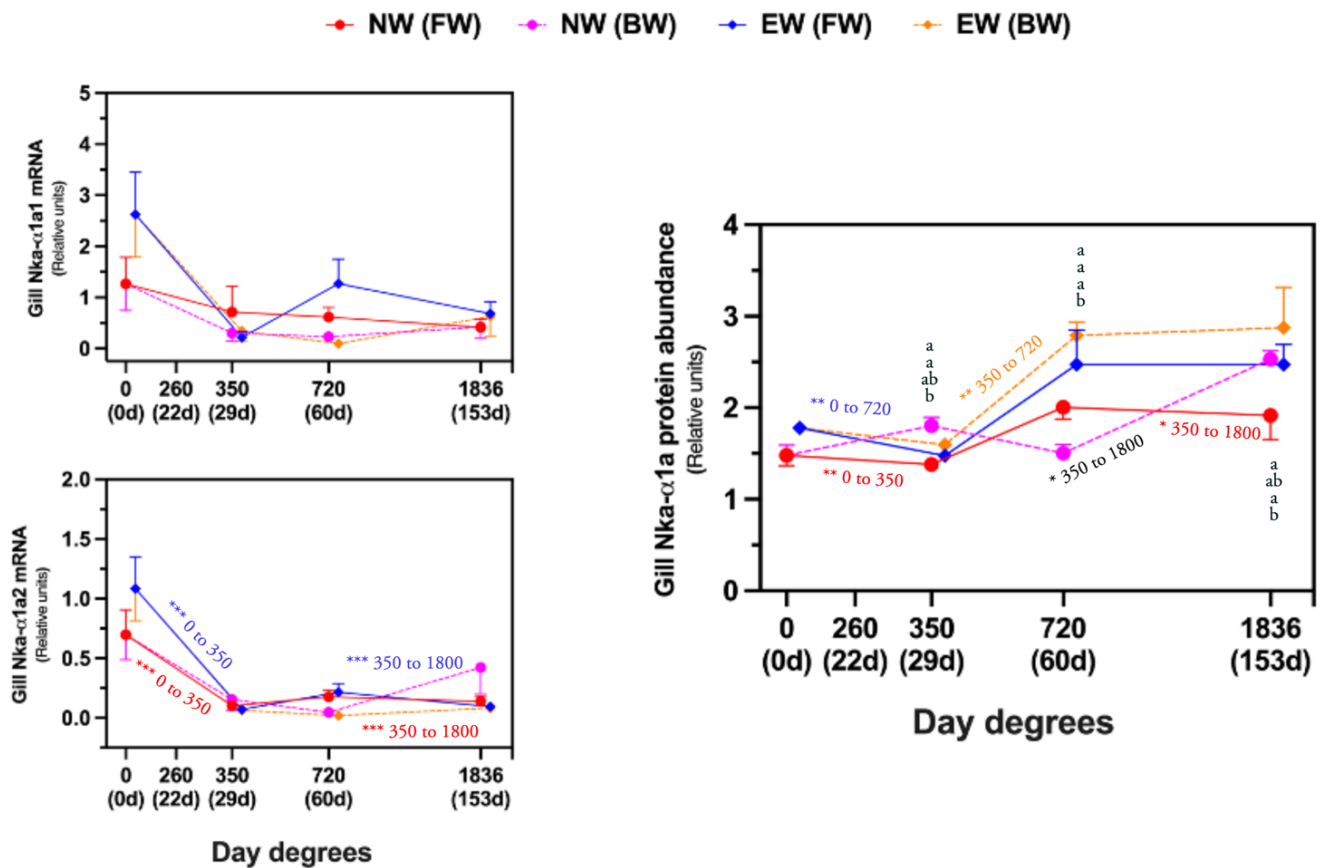 NW (FW) NW (BW) EW (FW) EW (BW)
Gill Nka-α1a1 mRNA
(Relative units)
5
4
3
2
1
0
0 260 350 720 1836
(0d) (22d) (29d) (60d) (153d)
Gill Nka-α1a2 mRNA
(Relative units)
2.0
1.5
1.0
0.5
0.0
*** 0 to 350
*** 0 to 350
*** 350 to 1800
*** 350 to 1800
0 260 350 720 1836
(0d) (22d) (29d) (60d) (153d)
Day degrees
Gill Nka-α1a protein abundance
(Relative units)
4
3
2
1
0
** 0 to 720
** 0 to 350
a
a
ab
b
** 350 to 720
a
a
a
b
* 350 to 1800
* 350 to 1800
a
ab
a
b
0 260 350 720 1836
(0d) (22d) (29d) (60d) (153d)
Day degrees